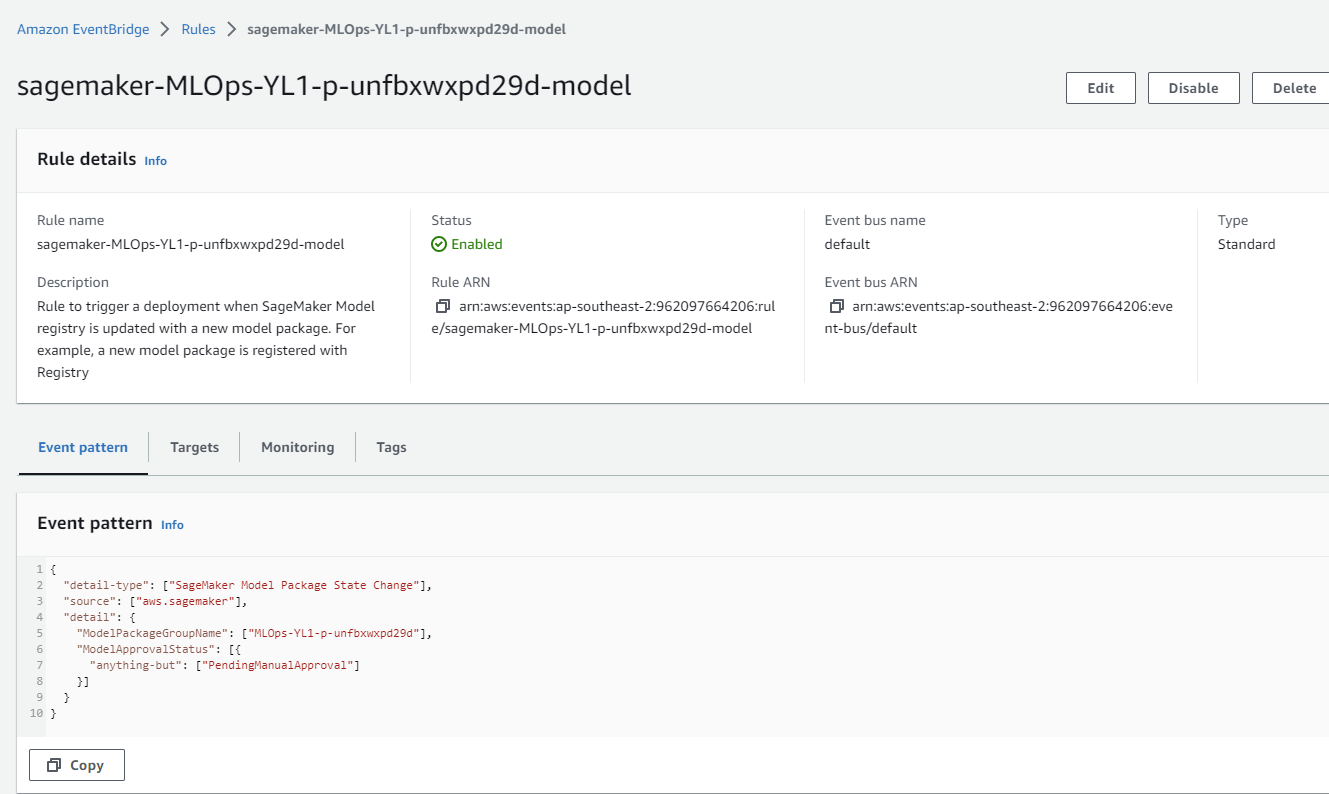 Amazon EventBridge > Rules > sagemaker-MLOps-YL1-p-unfbxwxpd29d-model
sagemaker-MLOps-YL1-p-unfbxwxpd29d-model
Edit
Disable
Delete
Rule details Info
Rule name
sagemaker-MLOps-YL1-p-unfbxwxpd29d-model
Description
Rule to trigger a deployment when SageMaker Model
registry is updated with a new model package. For
example, a new model package is registered with
Registry
Status
Enabled
Rule ARN
arn:aws:events:ap-southeast-2:962097664206:rul
e/sagemaker-MLOps-YL1-p-unfbxwxpd29d-model
Event bus name
default
Event bus ARN
arn:aws:events:ap-southeast-2:962097664206:eve
nt-bus/default
Type
Standard
Event pattern
Targets
Monitoring
Tags
Event pattern Info
1 {
2   "detail-type": ["SageMaker Model Package State Change"],
3   "source": ["aws.sagemaker"],
4   "detail": {
5     "ModelPackageGroupName": ["MLOps-YL1-p-unfbxwxpd29d"],
6     "ModelApprovalStatus": [{
7       "anything-but": ["PendingManualApproval"]
8     }]
9   }
10 }
Copy